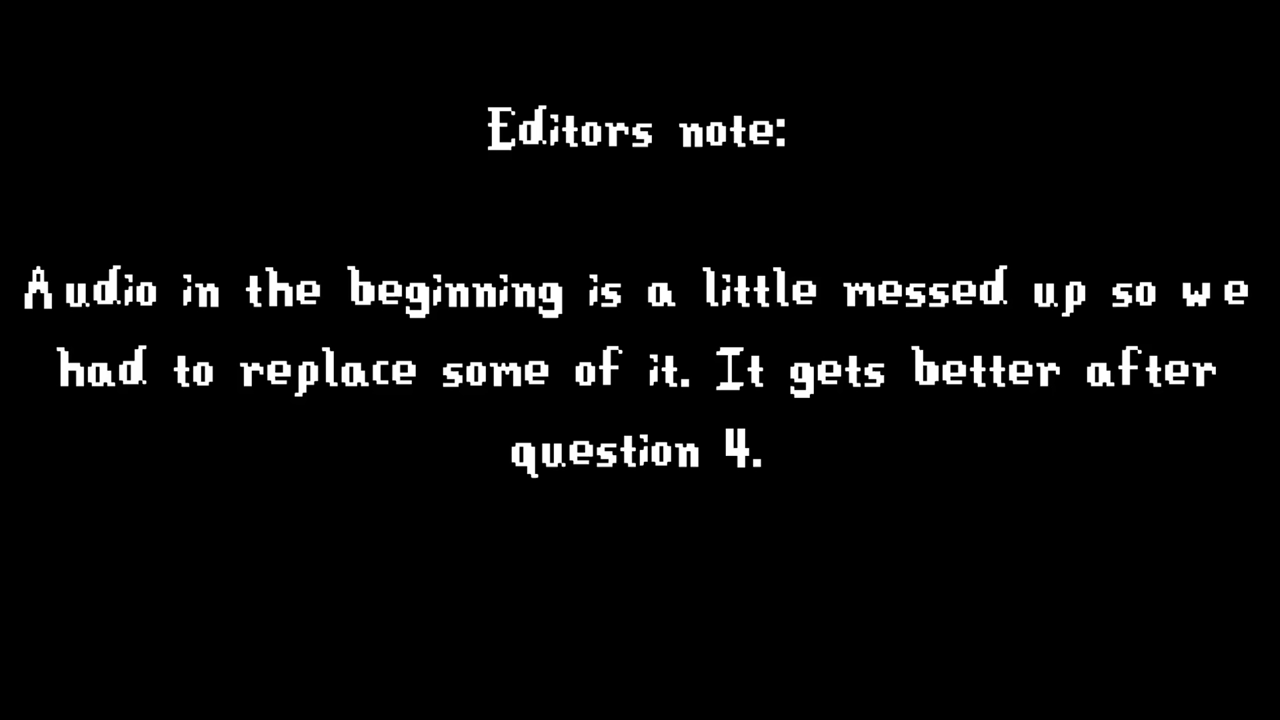 Editors note:
Audio in the beginning is a little messed up so we
had to replace some of it. It gets better after
question 4.